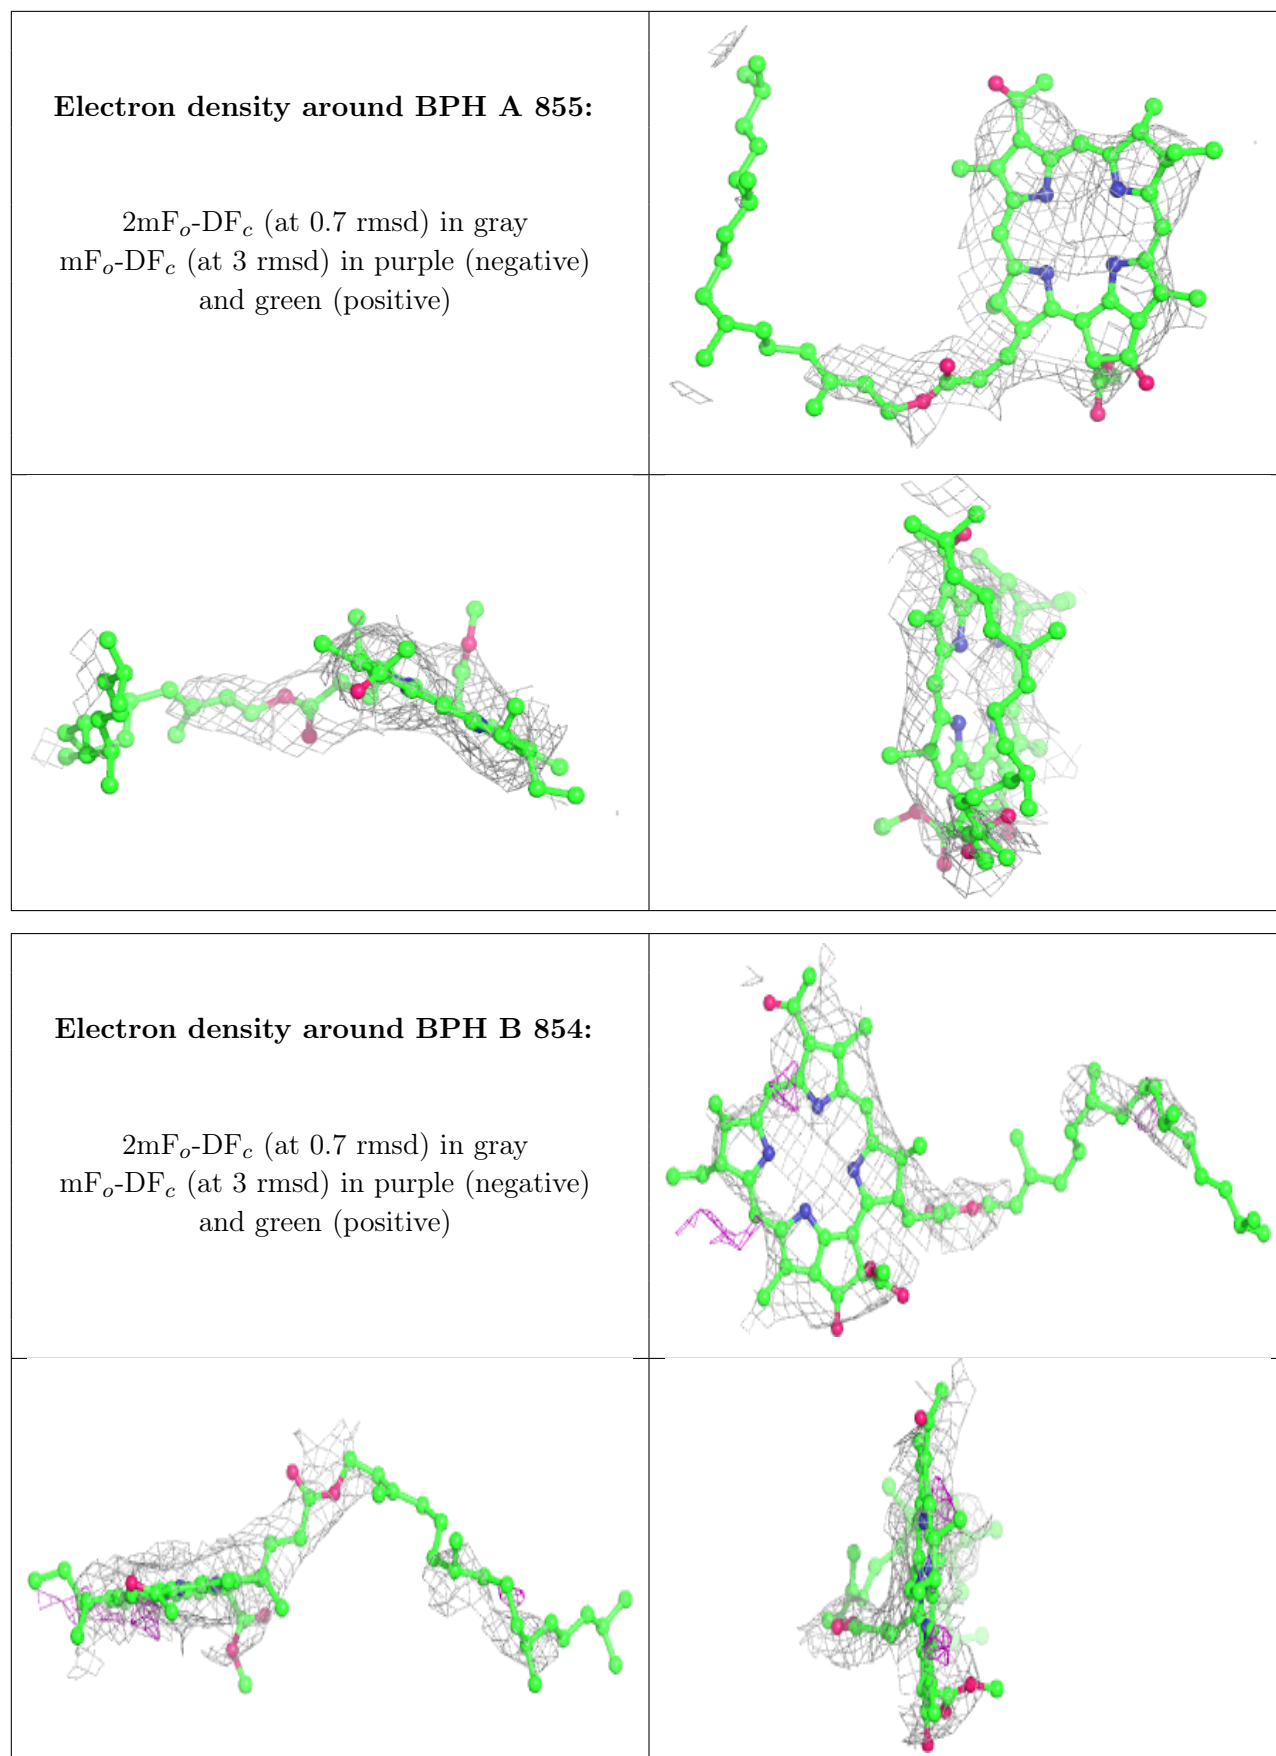 Electron density around BPH A 855:
2mFo-DFc (at 0.7 rmsd) in gray
mFo-DFc (at 3 rmsd) in purple (negative)
and green (positive)
Electron density around BPH B 854:
2mFo-DFc (at 0.7 rmsd) in gray
mFo-DFc (at 3 rmsd) in purple (negative)
and green (positive)